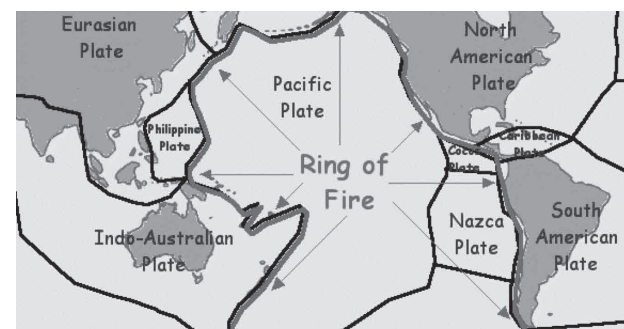 Eurasian
Plate
North
American
Plate
Pacific
Plate
Philippine
Plate
Caribbean
Plate
Cocos
Plate
Ring of
Fire
Indo-Australian
Plate
Nazca
Plate
South
American
Plate